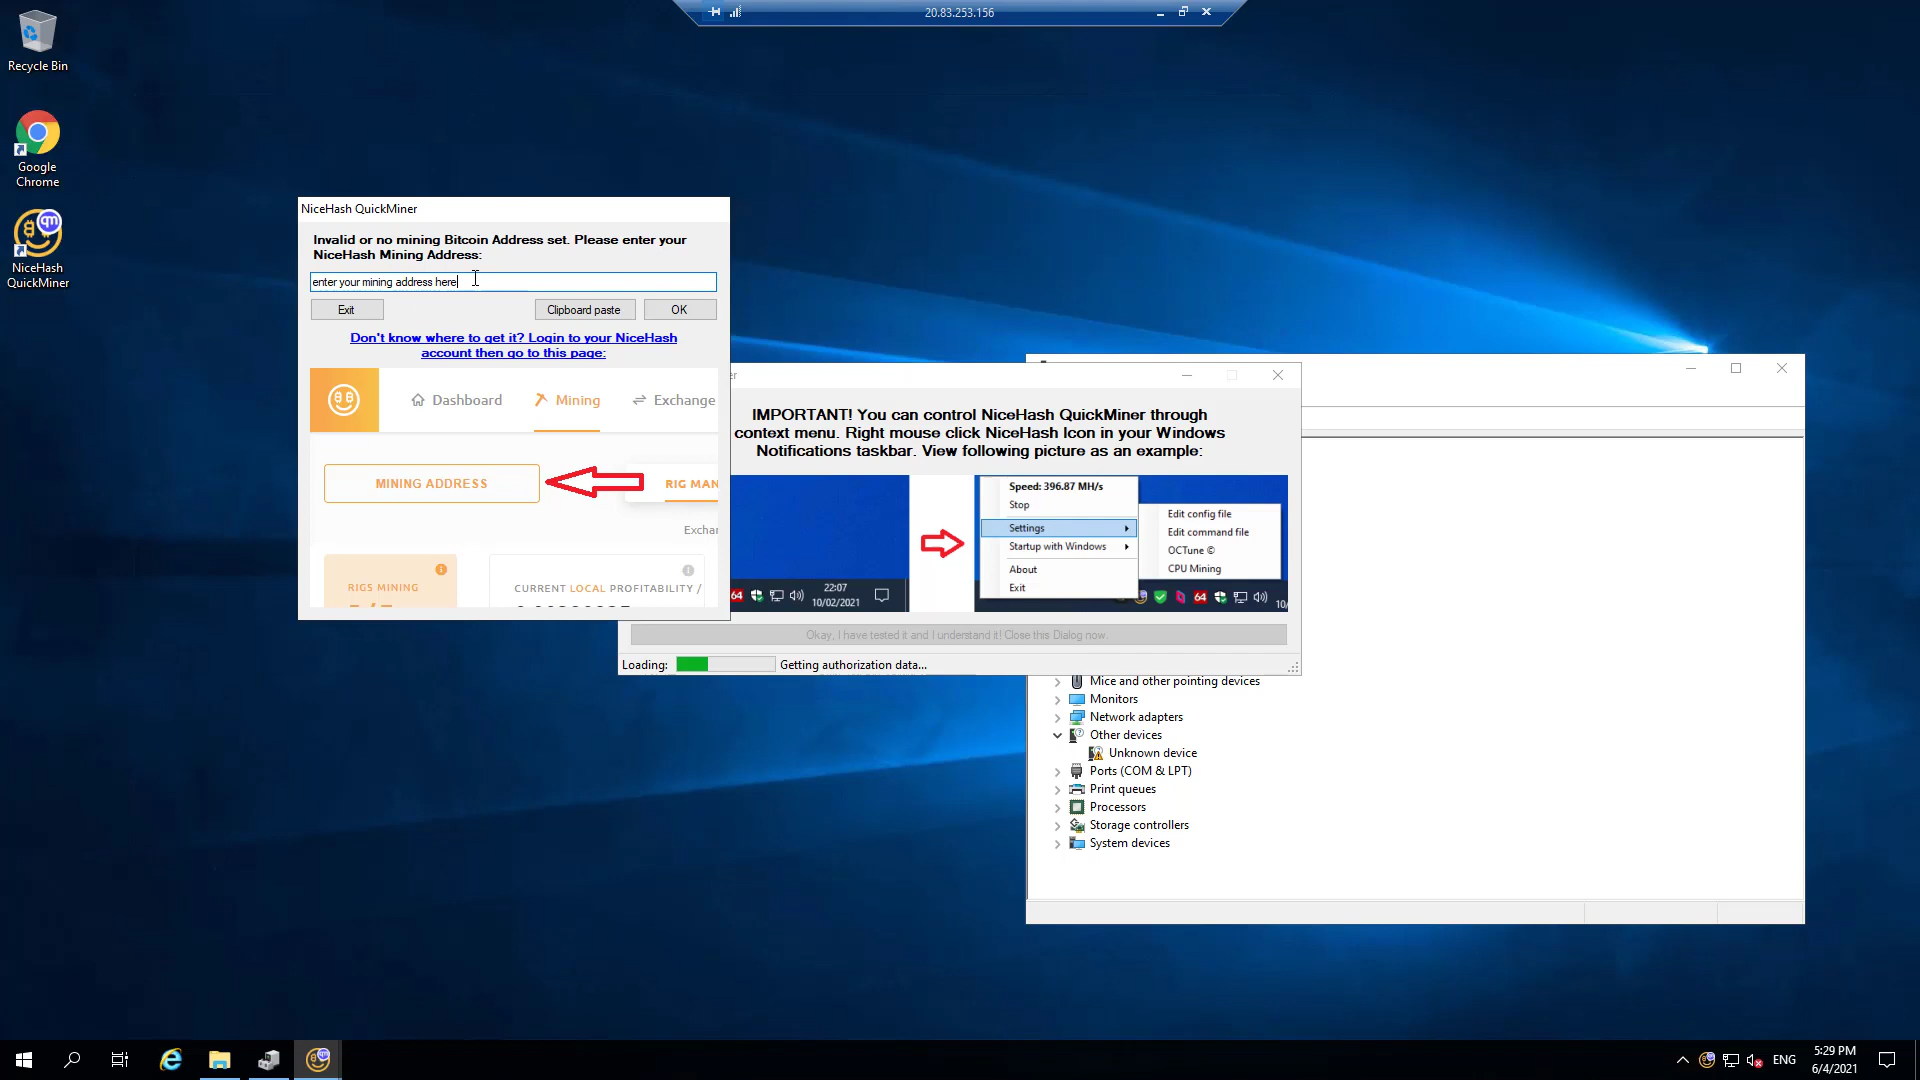 20.83.253.156
Recycle Bin
Google
Chrome
NiceHash
QuickMiner
NiceHash QuickMiner
Invalid or no mining Bitcoin Address set. Please enter your
NiceHash Mining Address:
enter your mining address here
Exit
Clipboard paste
OK
Don't know where to get it? Login to your NiceHash
account then go to this page:
Dashboard
Mining
Exchange
MINING ADDRESS
RIG MAN
Exchar
RIGS MINING
CURRENT LOCAL PROFITABILITY /
er
IMPORTANT! You can control NiceHash QuickMiner through
context menu. Right mouse click NiceHash Icon in your Windows
Notifications taskbar. View following picture as an example:
64
22:07
10/02/2021
Speed: 396.87 MH/s
Stop
Settings
Startup with Windows
About
Exit
Edit config file
Edit command file
OCTune ©
CPU Mining
64
10/
Okay, I have tested it and I understand it! Close this Dialog now.
Loading:
Getting authorization data...
Mice and other pointing devices
Monitors
Network adapters
Other devices
Unknown device
Ports (COM & LPT)
Print queues
Processors
Storage controllers
System devices
ENG
5:29 PM
6/4/2021